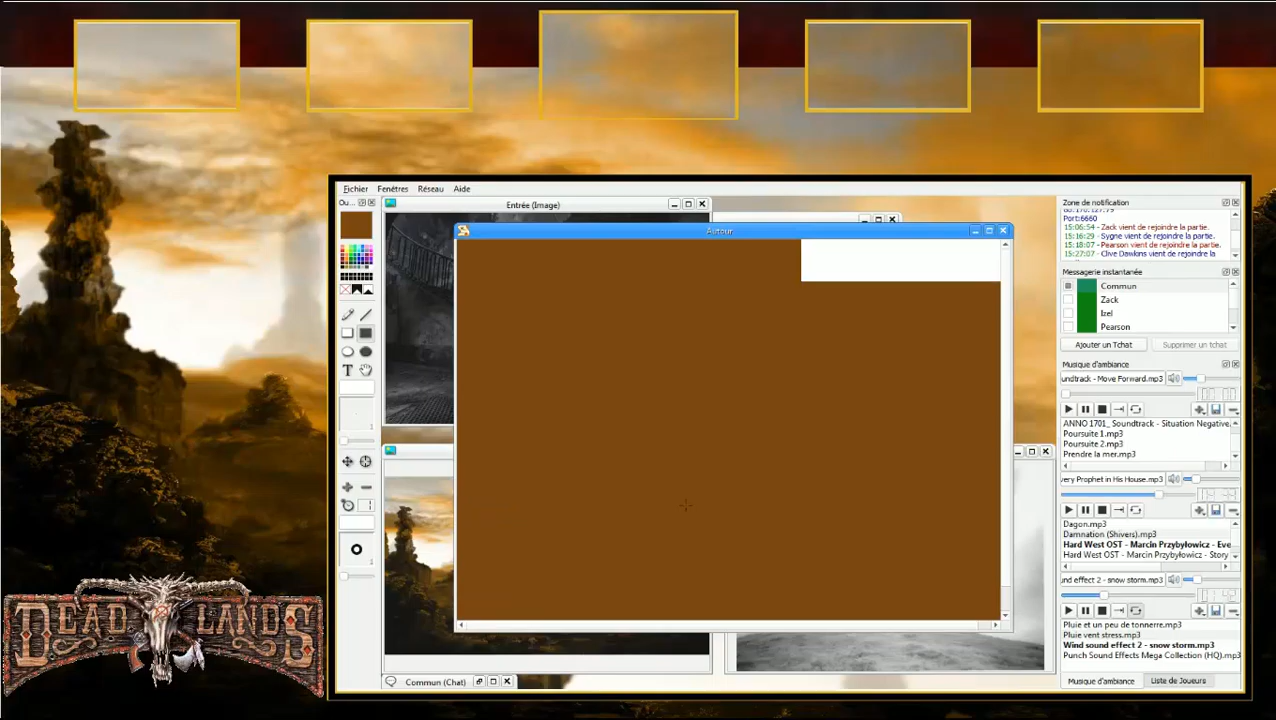 Fichier Fenêtres Réseau Aide
Ou...
Entrée (Image)
Autour
T
1
1
Commun (Chat)
Zone de notification
Port:6660
15:06:54 - Zack vient de rejoindre la partie.
15:16:29 - Sygne vient de rejoindre la partie.
15:18:07 - Pearson vient de rejoindre la partie.
15:27:07 - Clive Dawkins vient de rejoindre la
Messagerie instantanée
Commun
Zack
Izel
Pearson
Ajouter un Tchat Supprimer un tchat
Musique d'ambiance
undtrack - Move Forward.mp3
ANNO 1701_ Soundtrack - Situation Negative.
Poursuite 1.mp3
Poursuite 2.mp3
Prendre la mer.mp3
very Prophet in His House.mp3
Dagon.mp3
Damnation (Shivers).mp3
Hard West OST - Marcin Przybyłowicz - Eve
Hard West OST - Marcin Przybyłowicz - Story
nd effect 2 - snow storm.mp3
Pluie et un peu de tonnerre.mp3
Pluie vent stress.mp3
Wind sound effect 2 - snow storm.mp3
Punch Sound Effects Mega Collection (HQ).mp3
Musique d'ambiance Liste de Joueurs
DEADLANDS